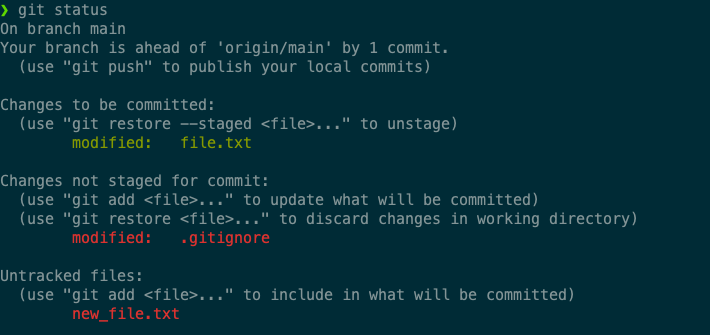 ❯ git status
On branch main
Your branch is ahead of 'origin/main' by 1 commit.
  (use "git push" to publish your local commits)

Changes to be committed:
  (use "git restore --staged <file>..." to unstage)
        modified:   file.txt

Changes not staged for commit:
  (use "git add <file>..." to update what will be committed)
  (use "git restore <file>..." to discard changes in working directory)
        modified:   .gitignore

Untracked files:
  (use "git add <file>..." to include in what will be committed)
        new_file.txt